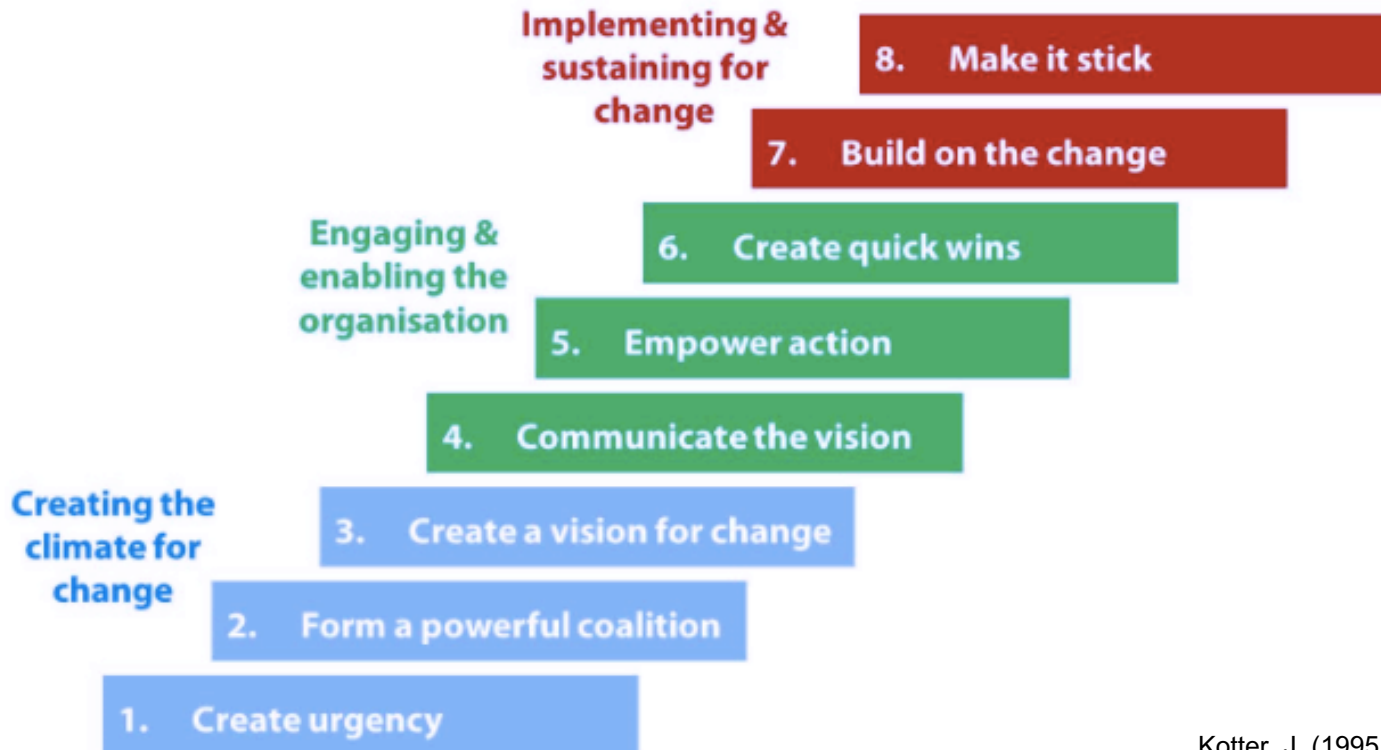 Implementing &
sustaining for
change
8. Make it stick
7. Build on the change
Engaging &
enabling the
organisation
6. Create quick wins
5. Empower action
4. Communicate the vision
Creating the
climate for
change
3. Create a vision for change
2. Form a powerful coalition
1. Create urgency
Kotter, J. (1995